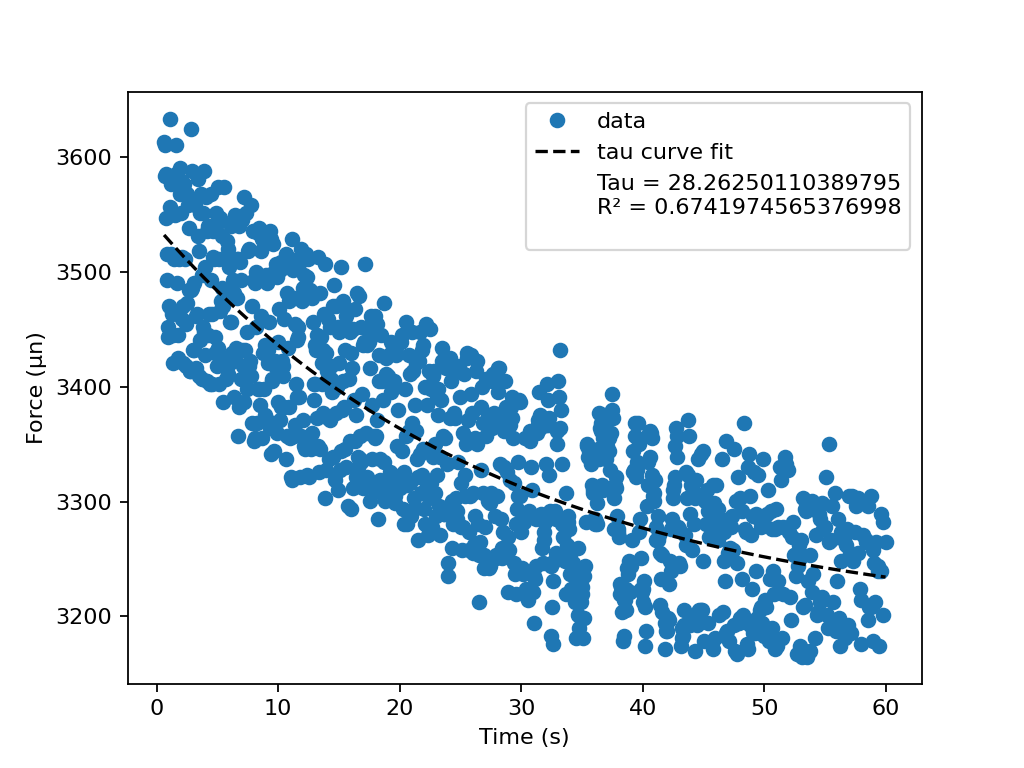 data
tau curve fit
Tau = 28.26250110389795
R² = 0.6741974565376998
3600
3500
3400
3300
3200
Force (μn)
0 10 20 30 40 50 60
Time (s)